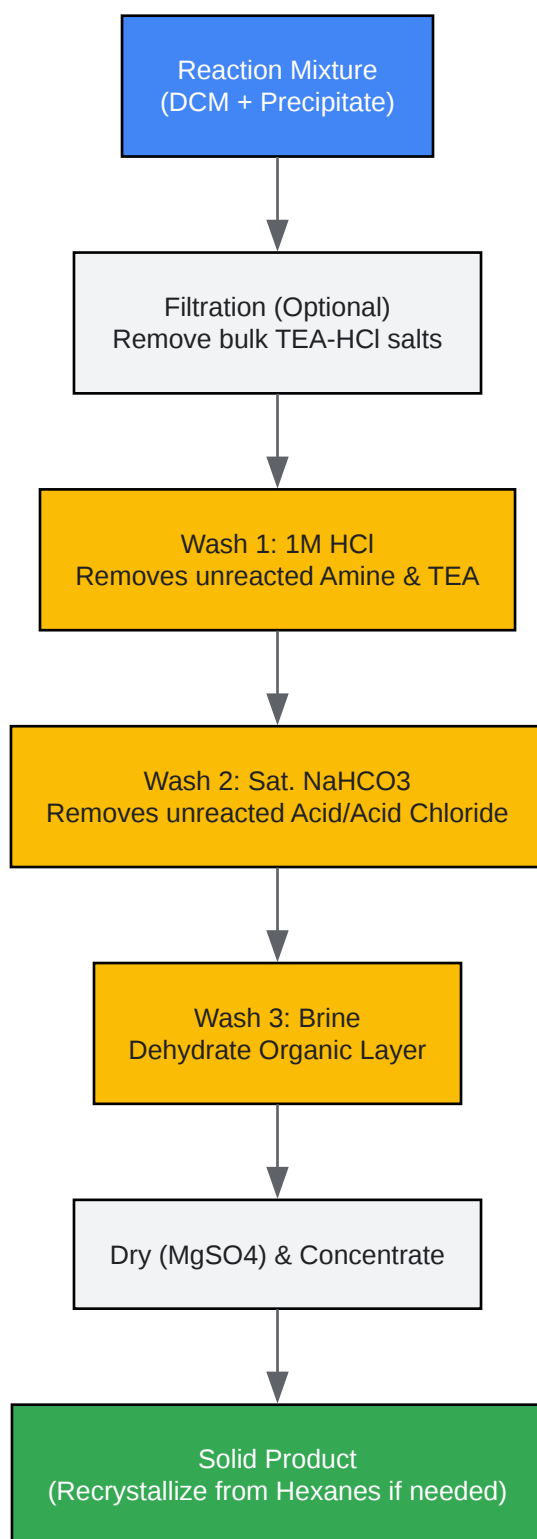 Reaction Mixture
(DCM + Precipitate)
Filtration (Optional)
Remove bulk TEA-HCl salts
Wash 1: 1M HCl
Removes unreacted Amine & TEA
Wash 2: Sat. NaHCO3
Removes unreacted Acid/Acid Chloride
Wash 3: Brine
Dehydrate Organic Layer
Dry (MgSO4) & Concentrate
Solid Product
(Recrystallize from Hexanes if needed)